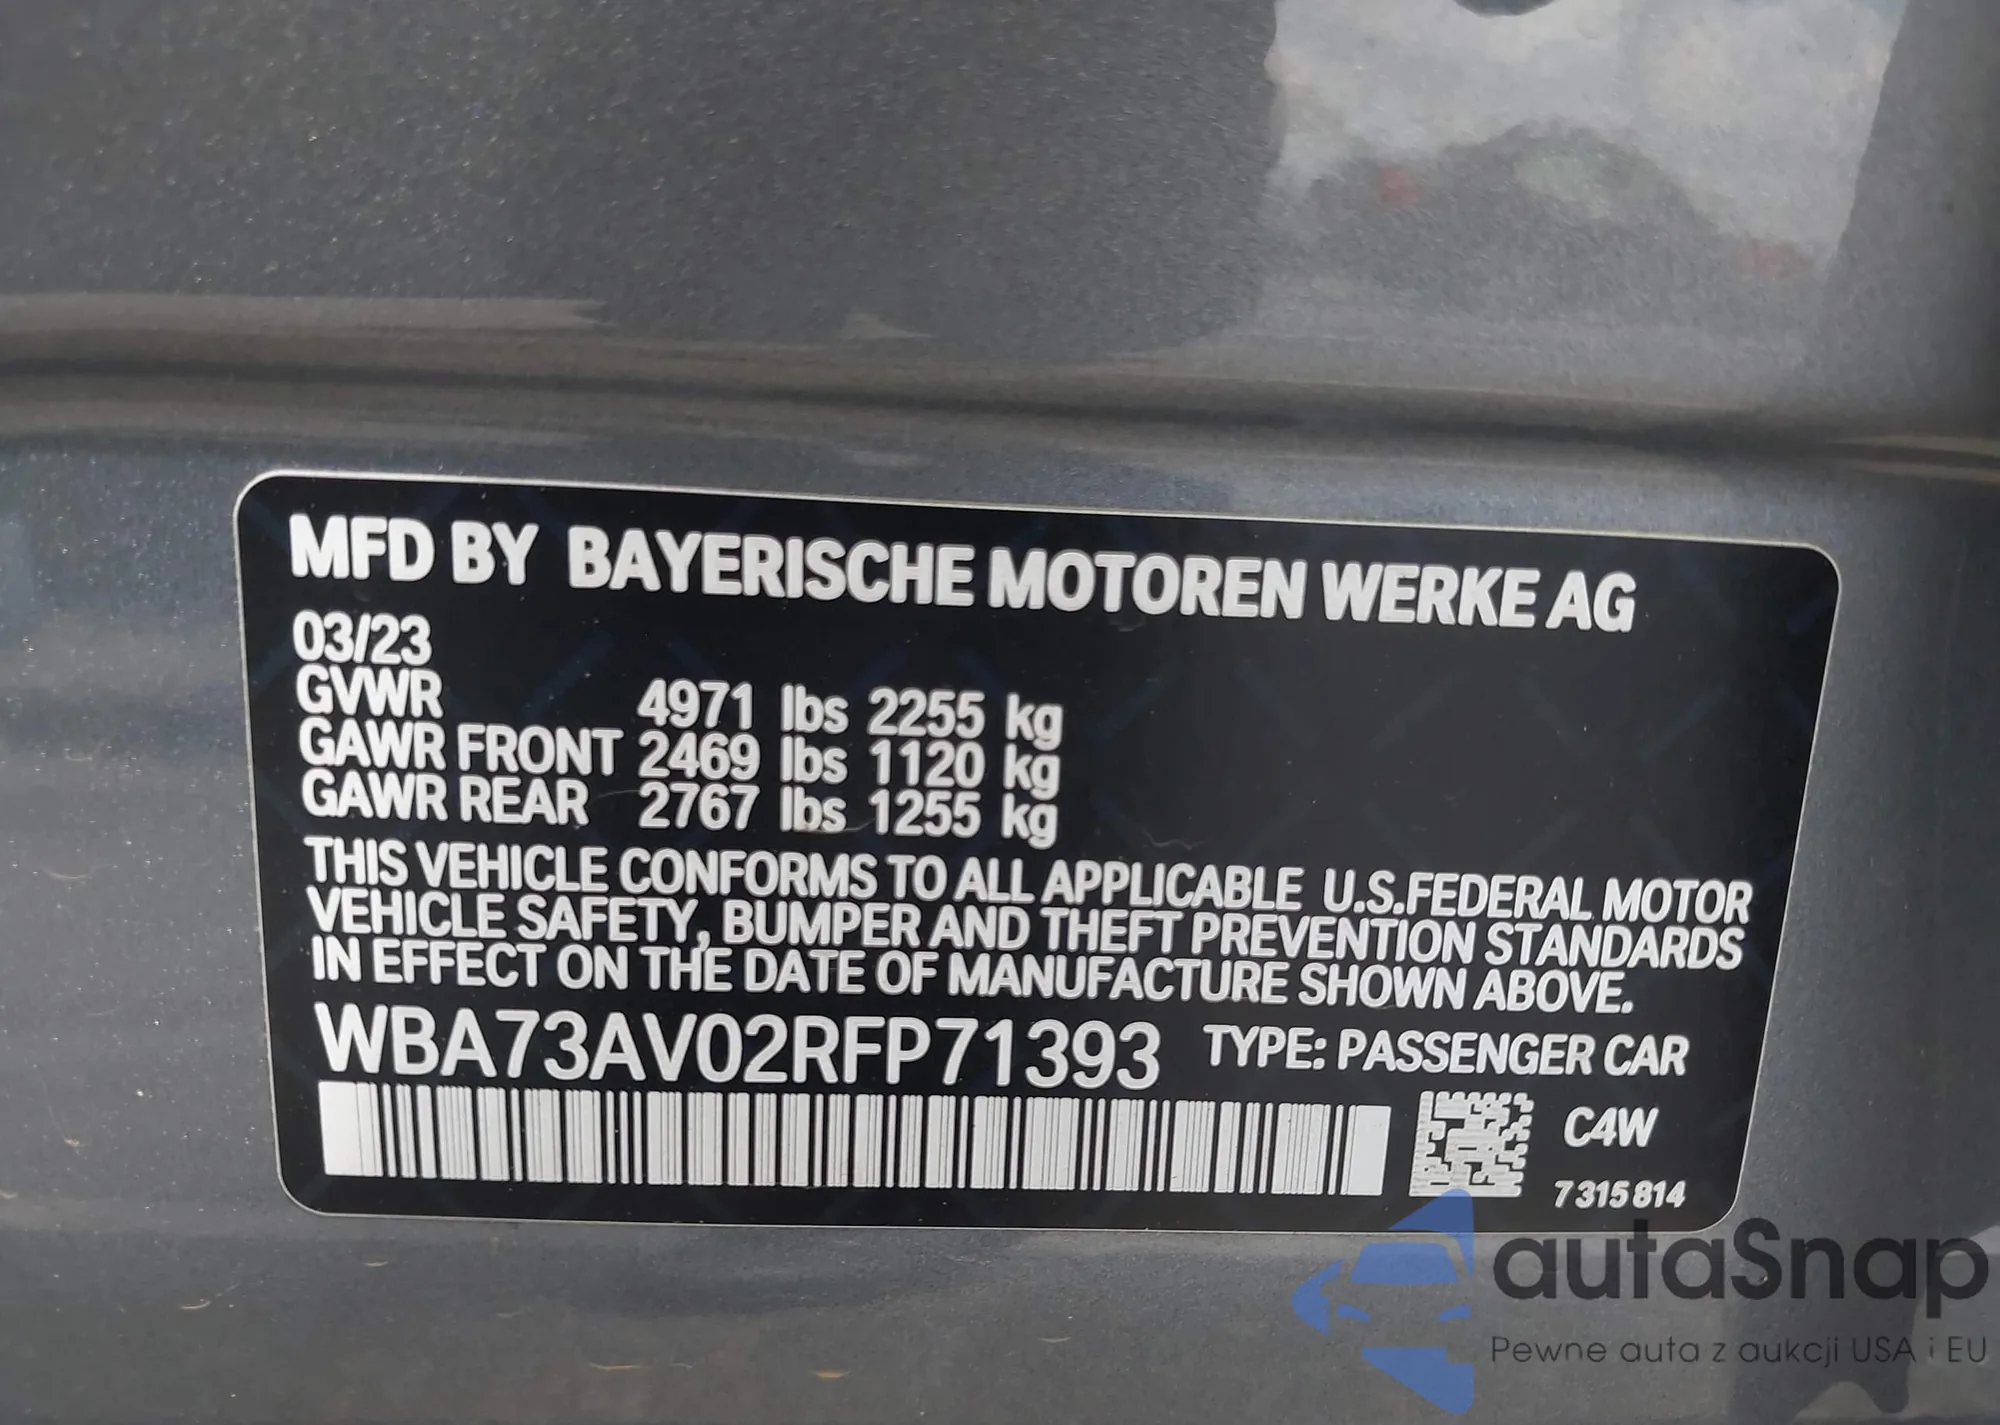 MFD BY BAYERISCHE MOTOREN WERKE AG
03/23
GVWR 4971 lbs 2255 kg
GAWR FRONT 2469 lbs 1120 kg
GAWR REAR 2767 lbs 1255 kg
THIS VEHICLE CONFORMS TO ALL APPLICABLE U.S.FEDERAL MOTOR
VEHICLE SAFETY, BUMPER AND THEFT PREVENTION STANDARDS
IN EFFECT ON THE DATE OF MANUFACTURE SHOWN ABOVE.
WBA73AV02RFP71393 TYPE: PASSENGER CAR
C4W
7315814
autaSnap
Pewne auta z aukcji USA i EU